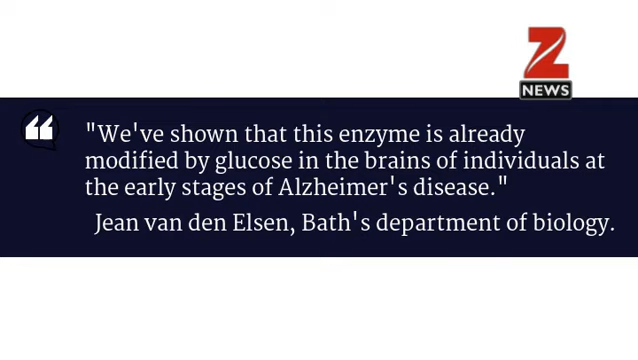 Z
NEWS
"We've shown that this enzyme is already
modified by glucose in the brains of individuals at
the early stages of Alzheimer's disease."
Jean van den Elsen, Bath's department of biology.